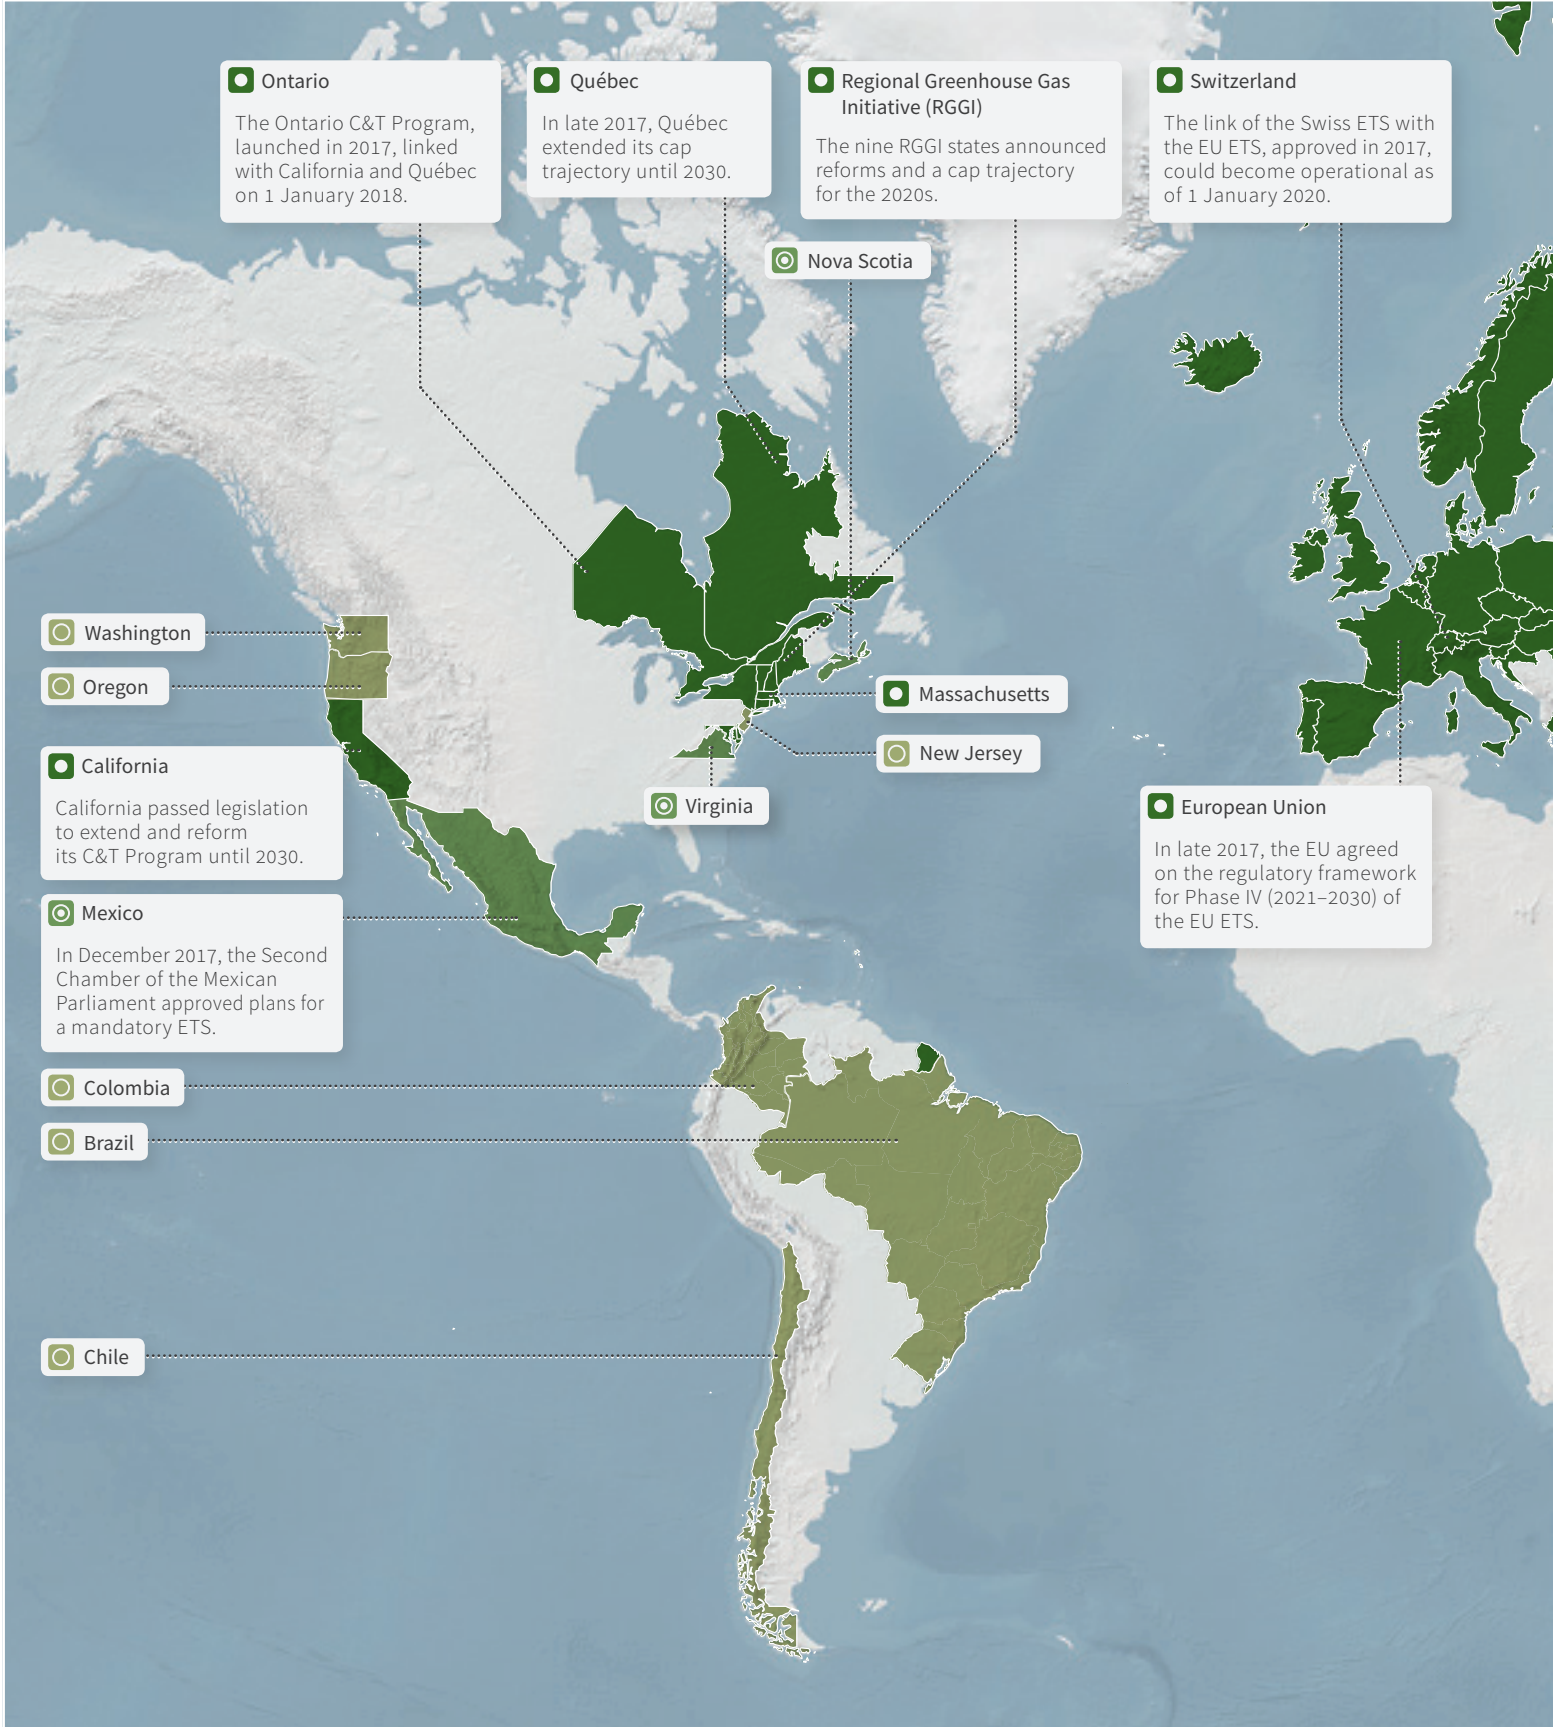 Ontario
The Ontario C&T Program,
launched in 2017, linked
with California and Québec
on 1 January 2018.
Québec
In late 2017, Québec
extended its cap
trajectory until 2030.
Regional Greenhouse Gas
Initiative (RGGI)
The nine RGGI states announced
reforms and a cap trajectory
for the 2020s.
Switzerland
The link of the Swiss ETS with
the EU ETS, approved in 2017,
could become operational as
of 1 January 2020.
Nova Scotia
Washington
Oregon
Massachusetts
New Jersey
California
California passed legislation
to extend and reform
its C&T Program until 2030.
Virginia
European Union
In late 2017, the EU agreed
on the regulatory framework
for Phase IV (2021–2030) of
the EU ETS.
Mexico
In December 2017, the Second
Chamber of the Mexican
Parliament approved plans for
a mandatory ETS.
Colombia
Brazil
Chile